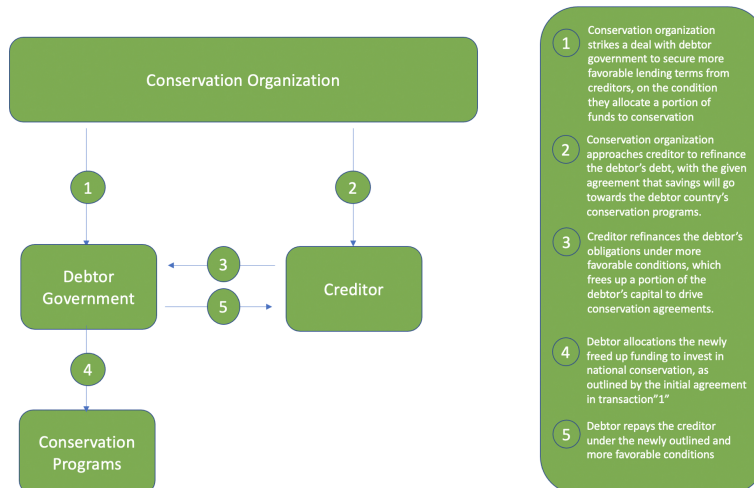 Conservation Organization
1
2
Debtor
Government
3
5
Creditor
4
Conservation
Programs
1
Conservation organization
strikes a deal with debtor
government to secure more
favorable lending terms from
creditors, on the condition
they allocate a portion of
funds to conservation
2
Conservation organization
approaches creditor to refinance
the debtor's debt, with the given
agreement that savings will go
towards the debtor country's
conservation programs.
3
Creditor refinances the debtor's
obligations under more
favorable conditions, which
frees up a portion of the
debtor's capital to drive
conservation agreements.
4
Debtor allocations the newly
freed up funding to invest in
national conservation, as
outlined by the initial agreement
in transaction"1"
5
Debtor repays the creditor
under the newly outlined and
more favorable conditions